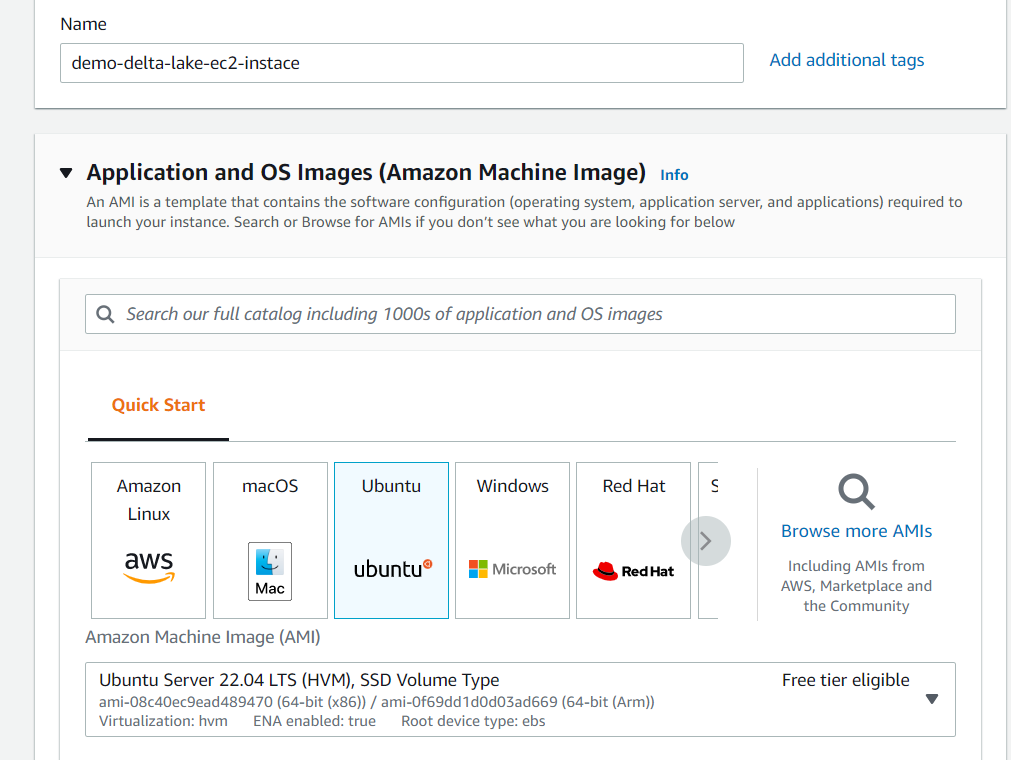 Name
demo-delta-lake-ec2-instace
Add additional tags
Application and OS Images (Amazon Machine Image) Info
An AMI is a template that contains the software configuration (operating system, application server, and applications) required to
launch your instance. Search or Browse for AMIs if you don't see what you are looking for below
Search our full catalog including 1000s of application and OS images
Quick Start
Amazon
Linux
aws
macOS
Mac
Ubuntu
ubuntu
Windows
Microsoft
Red Hat
Red Hat
S
Browse more AMIs
Including AMIs from
AWS, Marketplace and
the Community
Amazon Machine Image (AMI)
Ubuntu Server 22.04 LTS (HVM), SSD Volume Type
Free tier eligible
ami-08c40ec9ead489470 (64-bit (x86)) / ami-0f69dd1d0d03ad669 (64-bit (Arm))
Virtualization: hvm ENA enabled: true Root device type: ebs